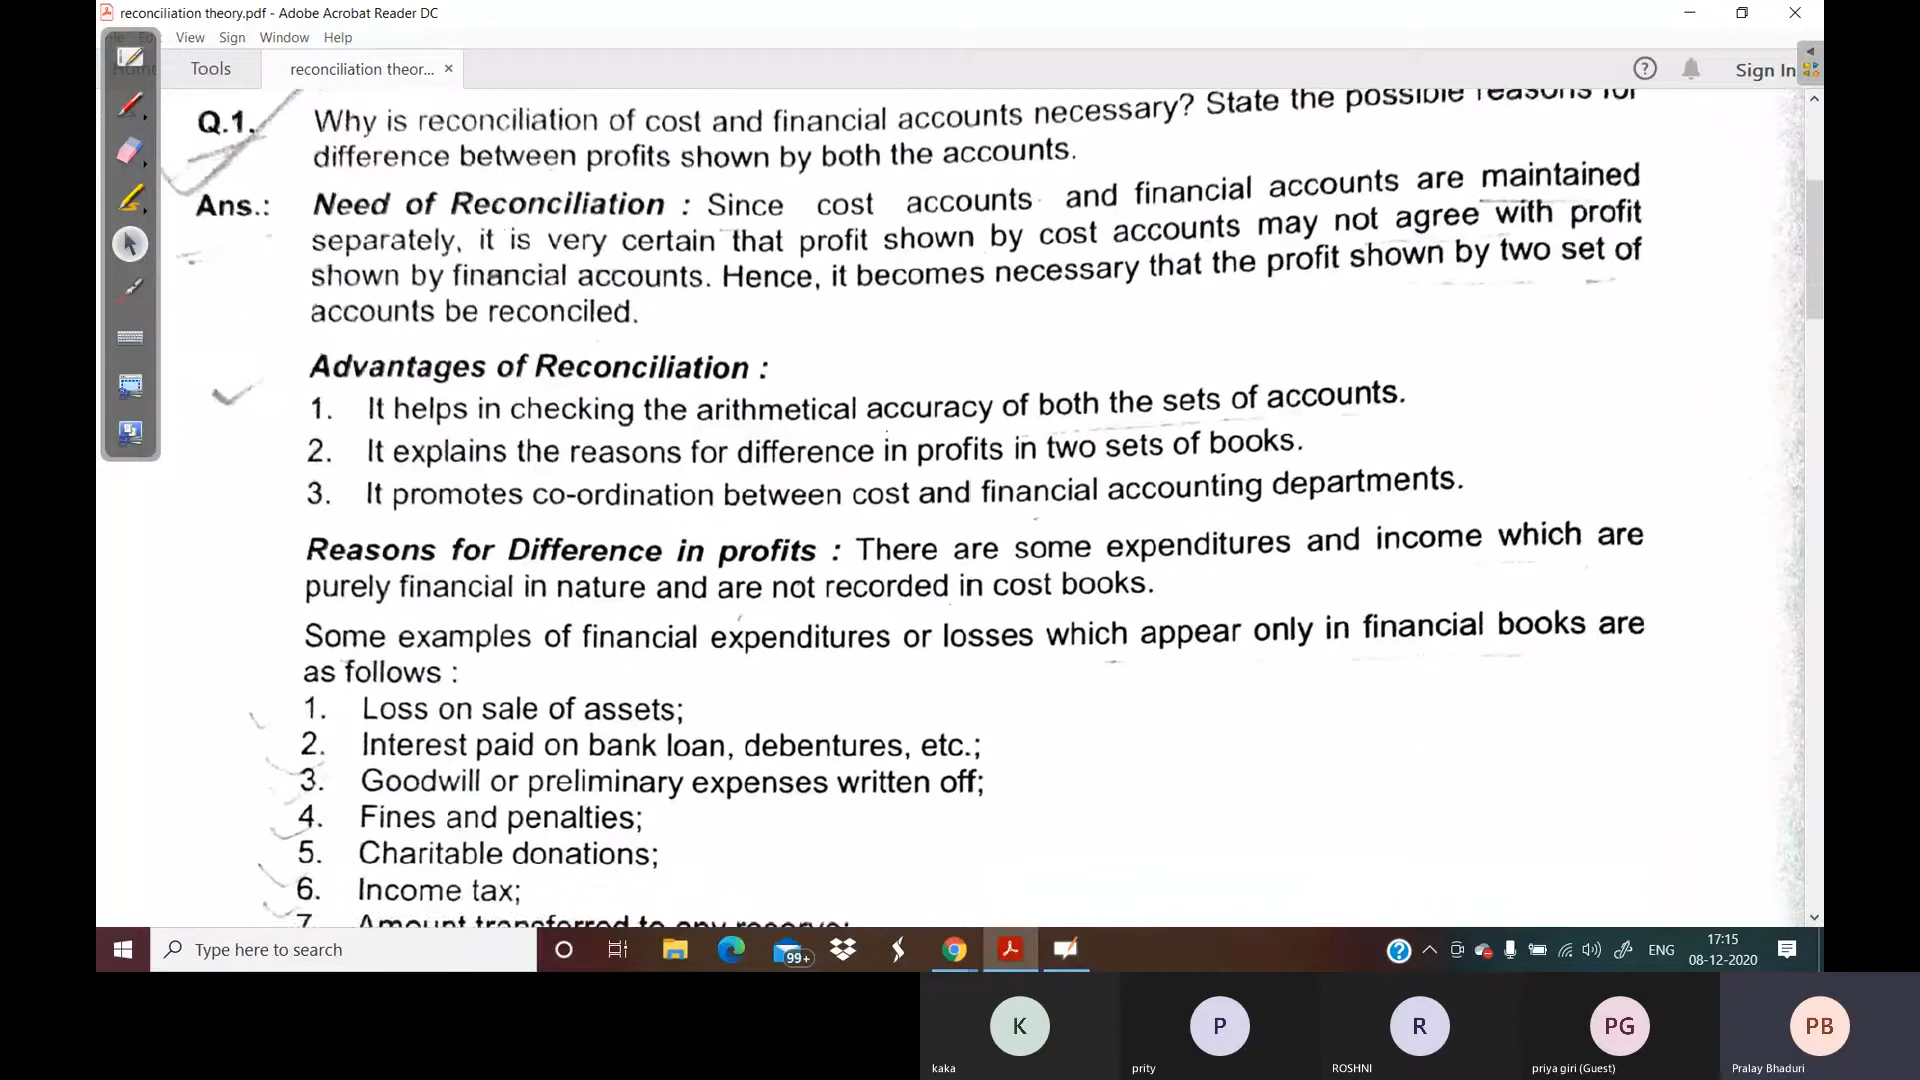 reconciliation theory.pdf - Adobe Acrobat Reader DC
View Sign Window Help
Tools
reconciliation theor... ×
Sign In
Q.1. Why is reconciliation of cost and financial accounts necessary? State the possible reasons for
difference between profits shown by both the accounts.
Ans.: Need of Reconciliation : Since cost accounts and financial accounts are maintained
separately, it is very certain that profit shown by cost accounts may not agree with profit
shown by financial accounts. Hence, it becomes necessary that the profit shown by two set of
accounts be reconciled.
Advantages of Reconciliation :
1. It helps in checking the arithmetical accuracy of both the sets of accounts.
2. It explains the reasons for difference in profits in two sets of books.
3. It promotes co-ordination between cost and financial accounting departments.
Reasons for Difference in profits : There are some expenditures and income which are
purely financial in nature and are not recorded in cost books.
Some examples of financial expenditures or losses which appear only in financial books are
as follows :
1. Loss on sale of assets;
2. Interest paid on bank loan, debentures, etc.;
3. Goodwill or preliminary expenses written off;
4. Fines and penalties;
5. Charitable donations;
6. Income tax;
7. Amount transferred to any reserve;
Type here to search
99+
ENG
17:15
08-12-2020
K
P
R
PG
PB
kaka
prity
ROSHNI
priya giri (Guest)
Pralay Bhaduri